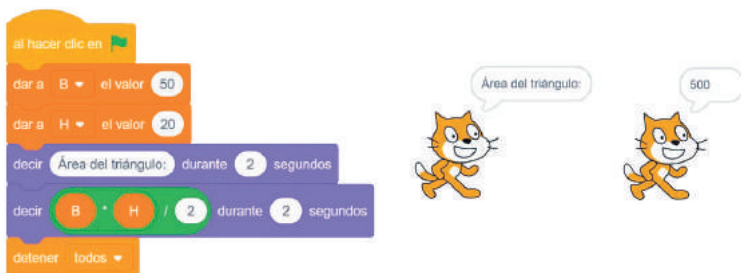 al hacer clic en
dar a B el valor 50
dar a H el valor 20
decir Área del triángulo: durante 2 segundos
decir B * H / 2 durante 2 segundos
detener todos
Área del triángulo:
500